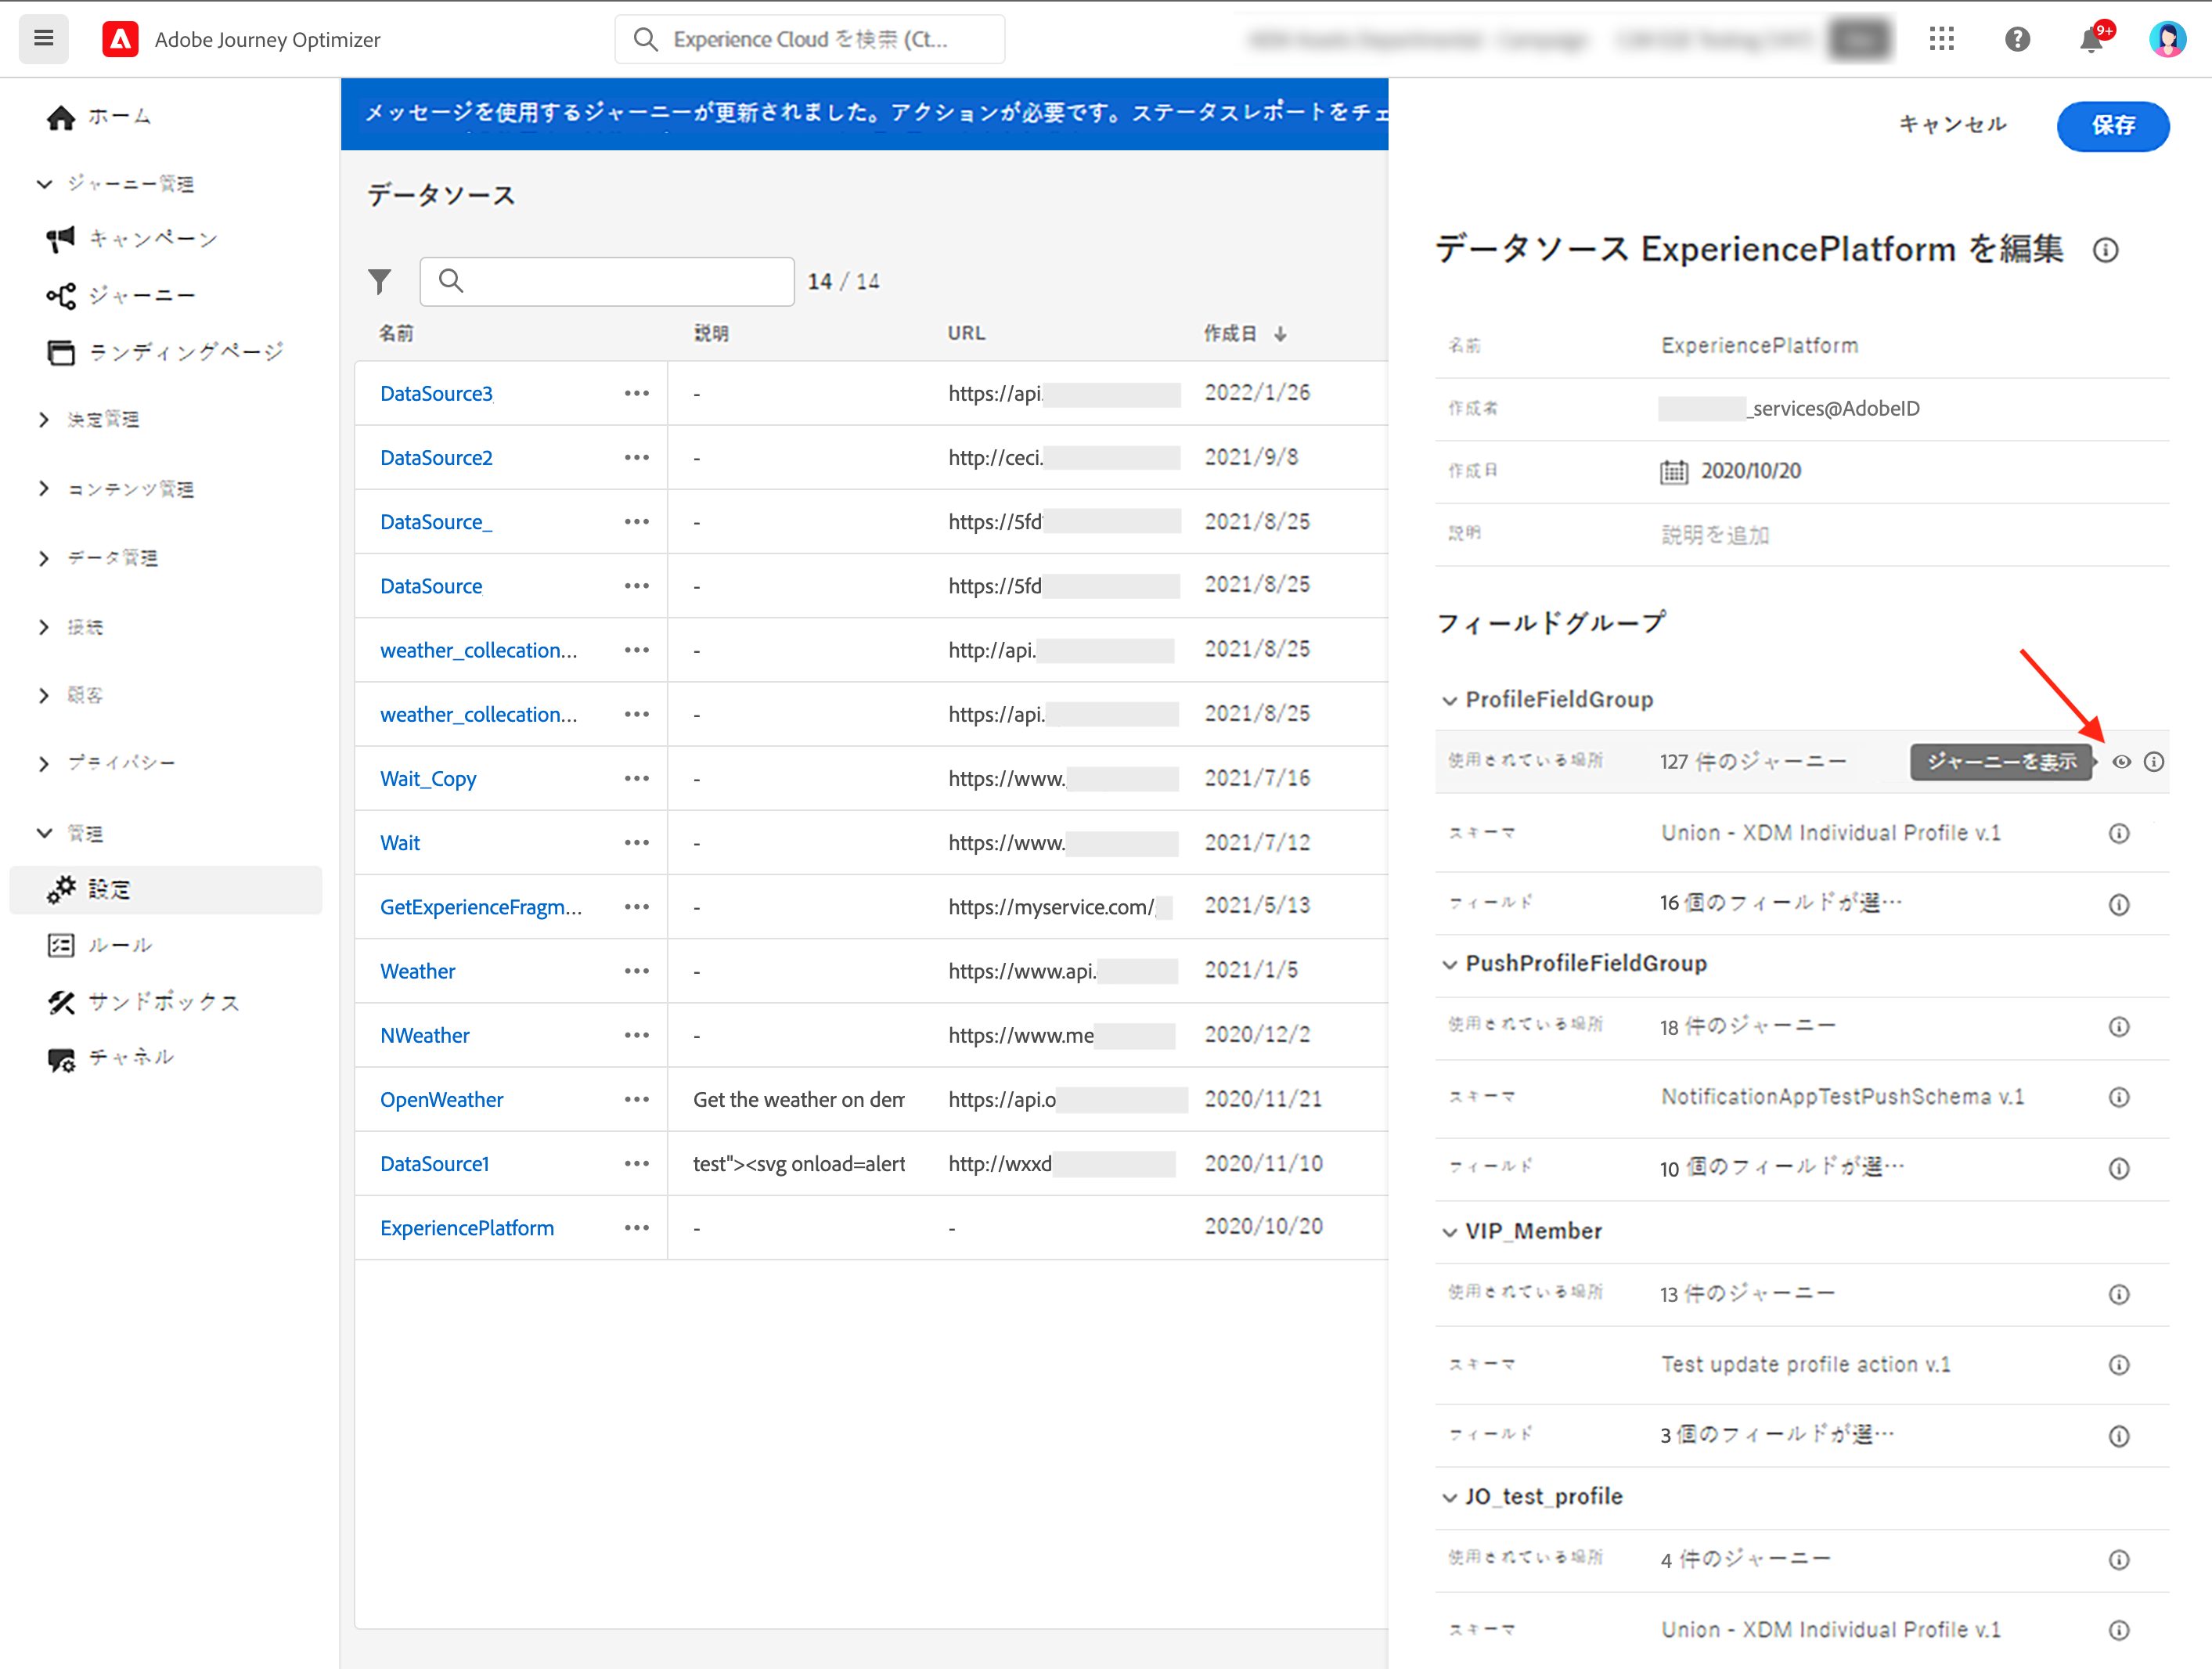 Adobe Journey Optimizer
Experience Cloud を検索 (Ct...
9+
ホーム
ジャーニー管理
キャンペーン
ジャーニー
ランディングページ
決定管理
コンテンツ管理
データ管理
接続
顧客
プライバシー
管理
設定
ルール
サンドボックス
チャネル
メッセージを使用するジャーニーが更新されました。アクションが必要です。ステータスレポートをチェ
データソース
14 / 14
名前 説明 URL 作成日 ↓
DataSource3 ••• - https://api. 2022/1/26
DataSource2 ••• - http://ceci. 2021/9/8
DataSource_ ••• - https://5fd 2021/8/25
DataSource ••• - https://5fd 2021/8/25
weather_collecation... ••• - http://api. 2021/8/25
weather_collecation... ••• - https://api. 2021/8/25
Wait_Copy ••• - https://www. 2021/7/16
Wait ••• - https://www. 2021/7/12
GetExperienceFragm... ••• - https://myservice.com/ 2021/5/13
Weather ••• - https://www.api. 2021/1/5
NWeather ••• - https://www.me 2020/12/2
OpenWeather ••• Get the weather on dem https://api.o 2020/11/21
DataSource1 ••• test"><svg onload=alert http://wxxd 2020/11/10
ExperiencePlatform ••• - - 2020/10/20
キャンセル 保存
データソース ExperiencePlatform を編集
名前 ExperiencePlatform
作成者 _services@AdobeID
作成日 2020/10/20
説明 説明を追加
フィールドグループ
ProfileFieldGroup
使用されている場所 127 件のジャーニー ジャーニーを表示
スキーマ Union - XDM Individual Profile v.1
フィールド 16 個のフィールドが選…
PushProfileFieldGroup
使用されている場所 18 件のジャーニー
スキーマ NotificationAppTestPushSchema v.1
フィールド 10 個のフィールドが選…
VIP_Member
使用されている場所 13 件のジャーニー
スキーマ Test update profile action v.1
フィールド 3 個のフィールドが選…
JO_test_profile
使用されている場所 4 件のジャーニー
スキーマ Union - XDM Individual Profile v.1